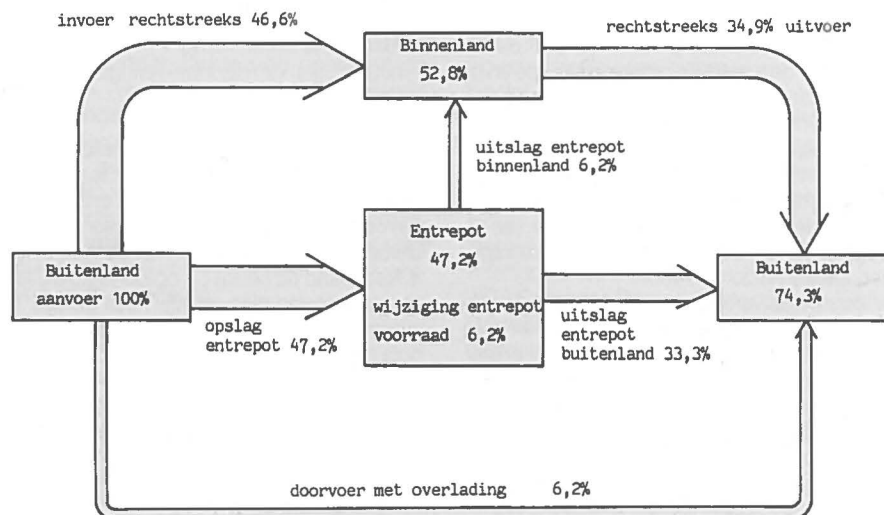 invoer rechtstreeks 46,6%
Binnenland
52,8%
rechtstreeks 34,9% uitvoer
uitslag entrepot
binnenland 6,2%
Buitenland
aanvoer 100%
opslag
entrepot 47,2%
Entrepot
47,2%
wijziging entrepot
voorraad 6,2%
uitslag
entrepot
buitenland 33,3%
Buitenland
74,3%
doorvoer met overlading 6,2%